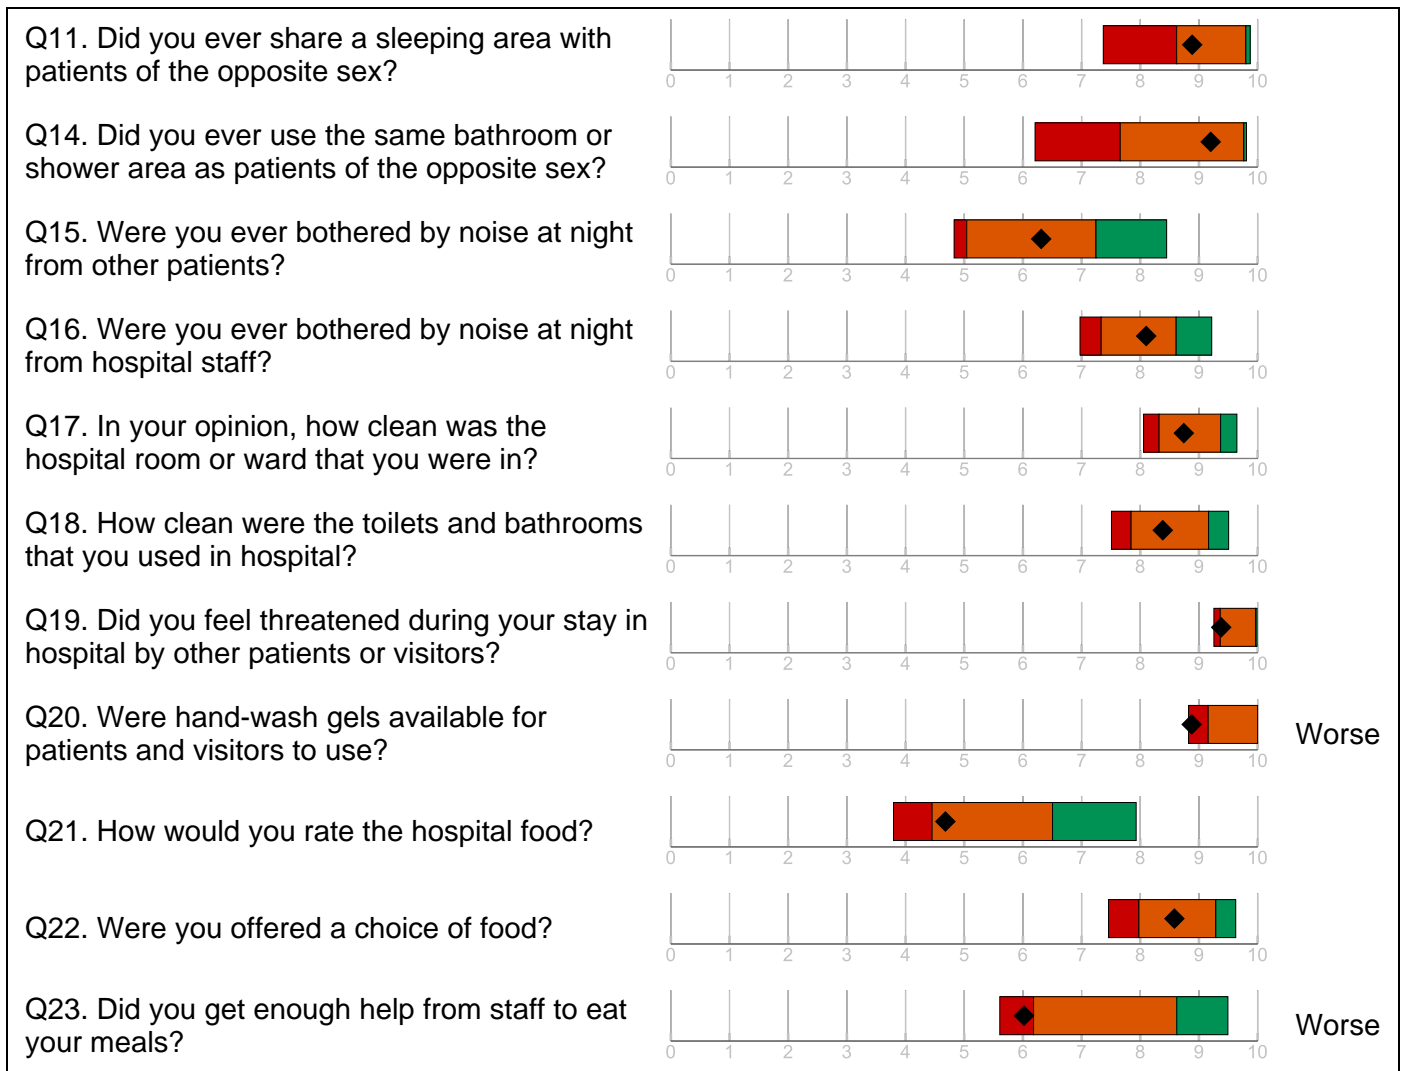 Q11. Did you ever share a sleeping area with
patients of the opposite sex?
0 1 2 3 4 5 6 7 8 9 10
Q14. Did you ever use the same bathroom or
shower area as patients of the opposite sex?
0 1 2 3 4 5 6 7 8 9 10
Q15. Were you ever bothered by noise at night
from other patients?
0 1 2 3 4 5 6 7 8 9 10
Q16. Were you ever bothered by noise at night
from hospital staff?
0 1 2 3 4 5 6 7 8 9 10
Q17. In your opinion, how clean was the
hospital room or ward that you were in?
0 1 2 3 4 5 6 7 8 9 10
Q18. How clean were the toilets and bathrooms
that you used in hospital?
0 1 2 3 4 5 6 7 8 9 10
Q19. Did you feel threatened during your stay in
hospital by other patients or visitors?
0 1 2 3 4 5 6 7 8 9 10
Q20. Were hand-wash gels available for
patients and visitors to use?
Worse
0 1 2 3 4 5 6 7 8 9 10
Q21. How would you rate the hospital food?
0 1 2 3 4 5 6 7 8 9 10
Q22. Were you offered a choice of food?
0 1 2 3 4 5 6 7 8 9 10
Q23. Did you get enough help from staff to eat
your meals?
Worse
0 1 2 3 4 5 6 7 8 9 10